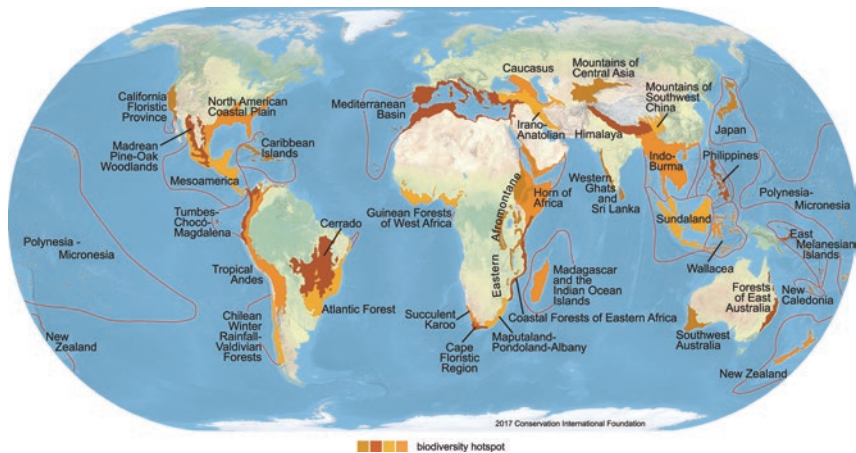 California
Floristic
Province
North American
Coastal Plain
Madrean
Pine-Oak
Woodlands
Caribbean
Islands
Mesoamerica
Tumbes-
Chocó-
Magdalena
Polynesia -
Micronesia
Tropical
Andes
Cerrado
Atlantic Forest
Chilean
Winter
Rainfall-
Valdivian
Forests
New
Zealand
Mediterranean
Basin
Caucasus
Irano-
Anatolian
Mountains of
Central Asia
Mountains of
Southwest
China
Himalaya
Japan
Indo-
Burma
Philippines
Western
Ghats
and
Sri Lanka
Horn of
Africa
Guinean Forests
of West Africa
Eastern Afromontane
Sundaland
Wallacea
Polynesia-
Micronesia
East
Melanesian
Islands
New
Caledonia
Madagascar
and the
Indian Ocean
Islands
Coastal Forests of Eastern Africa
Succulent
Karoo
Cape
Floristic
Region
Maputaland-
Pondoland-Albany
Forests
of East
Australia
Southwest
Australia
New Zealand
2017 Conservation International Foundation
biodiversity hotspot